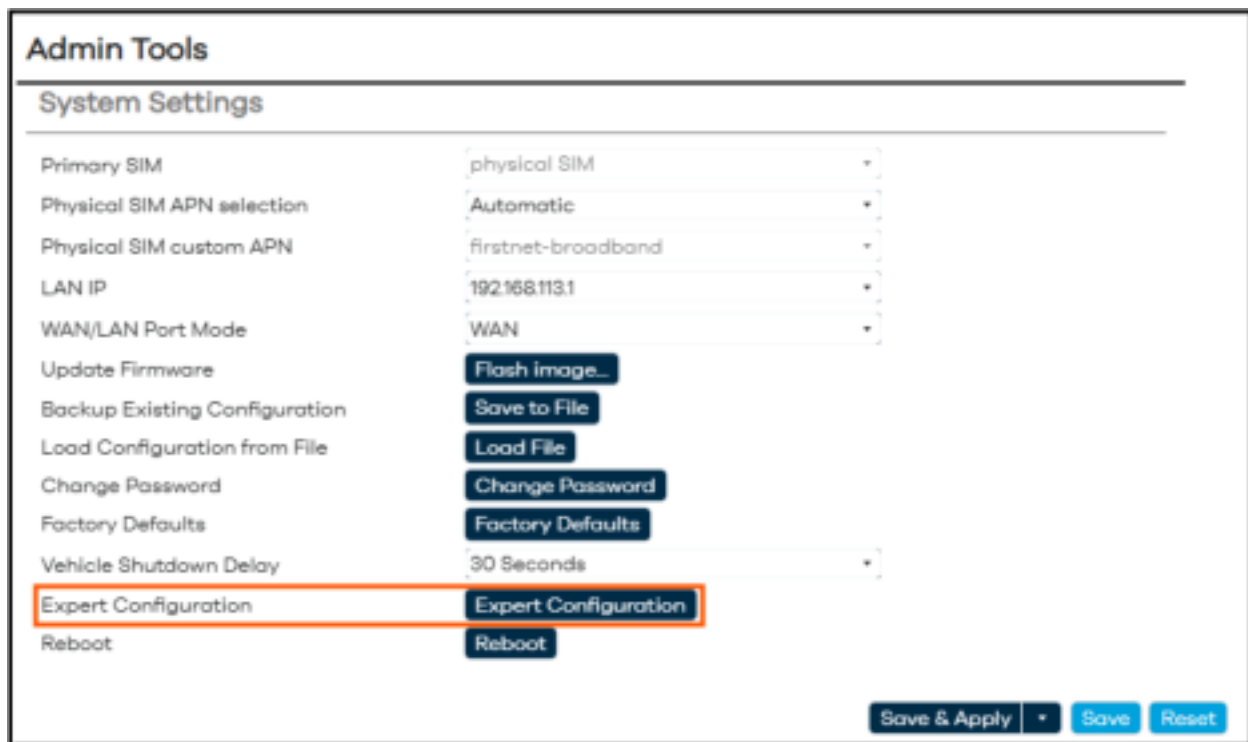 Admin Tools
System Settings
Primary SIM physical SIM
Physical SIM APN selection Automatic
Physical SIM custom APN firstnet-broadband
LAN IP 192.168.113.1
WAN/LAN Port Mode WAN
Update Firmware Flash image...
Backup Existing Configuration Save to File
Load Configuration from File Load File
Change Password Change Password
Factory Defaults Factory Defaults
Vehicle Shutdown Delay 30 Seconds
Expert Configuration Expert Configuration
Reboot Reboot
Save & Apply Save Reset